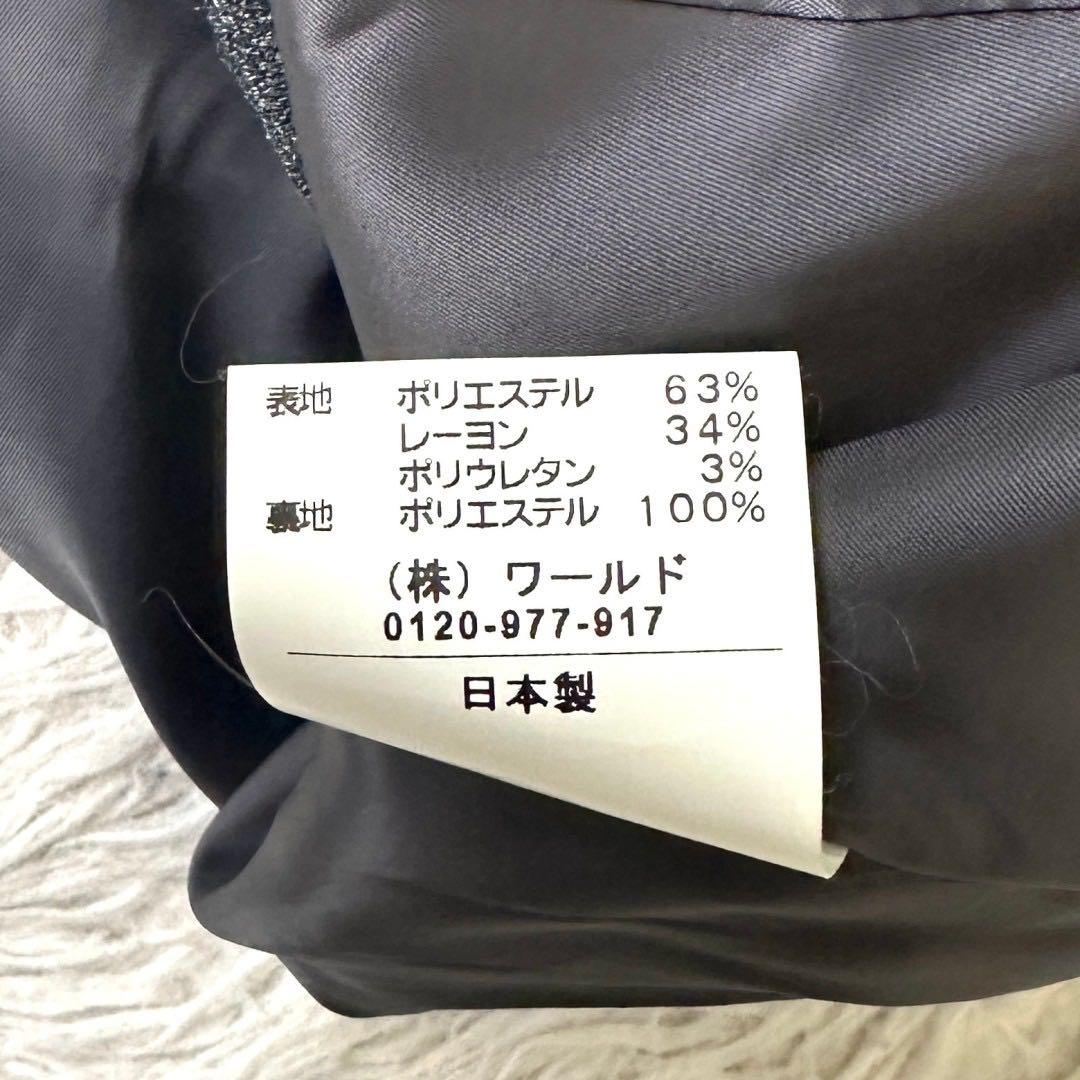 表地 ポリエステル 63%
レーヨン 34%
ポリウレタン 3%
裏地 ポリエステル 100%
(株) ワールド
0120-977-917
日本製